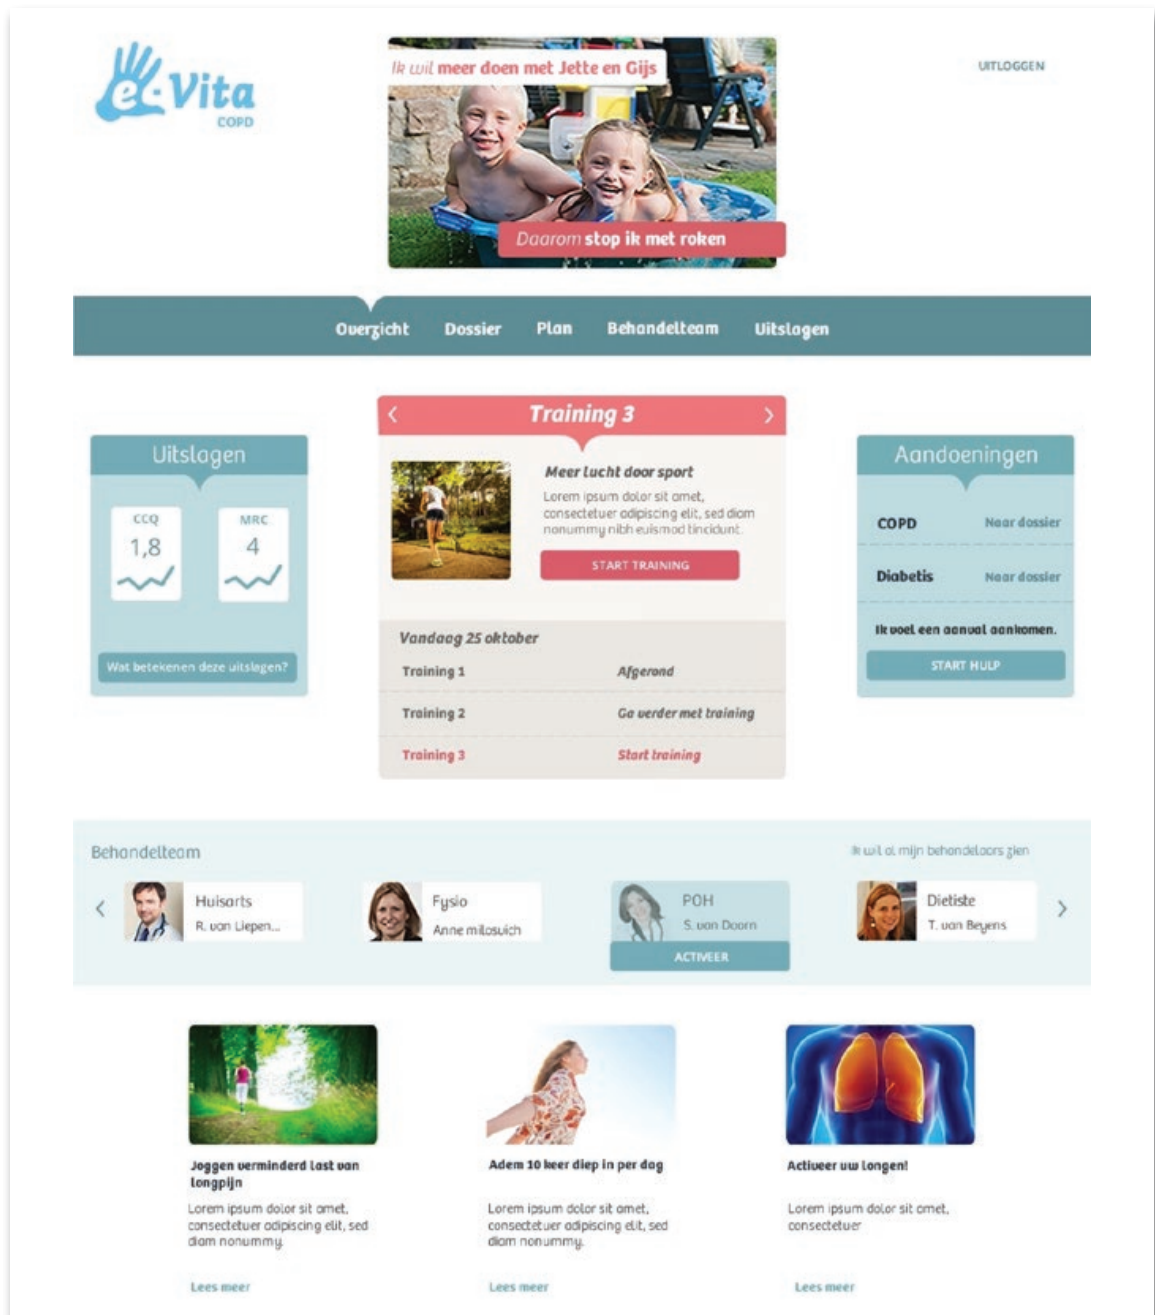 e-Vita
COPD
Ik wil meer doen met Jette en Gijs
Daarom stop ik met roken
UITLOGGEN
Overzicht Dossier Plan Behandelteam Uitslagen
Uitslagen
CCQ
1,8
MRC
4
Wat betekenen deze uitslagen?
Training 3
Meer lucht door sport
Lorem ipsum dolor sit amet,
consectetuer adipiscing elit, sed diam
nonummy nibh euismod tincidunt.
START TRAINING
Vandaag 25 oktober
Training 1 Afgerond
Training 2 Ga verder met training
Training 3 Start training
Aandoeningen
COPD Naar dossier
Diabetis Naar dossier
Ik voel een aanval aankomen.
START HULP
Behandelteam
Ik wil al mijn behandelaars zien
Huisarts
R. van Liepen...
Fysio
Anne milosvich
POH
S. van Doorn
ACTIVEER
Dietiste
T. van Beyens
Joggen verminderd last van
longpijn
Lorem ipsum dolor sit amet,
consectetuer adipiscing elit, sed
diam nonummy.
Lees meer
Adem 10 keer diep in per dag
Lorem ipsum dolor sit amet,
consectetuer adipiscing elit, sed
diam nonummy.
Lees meer
Activeer uw longen!
Lorem ipsum dolor sit amet,
consectetuer
Lees meer